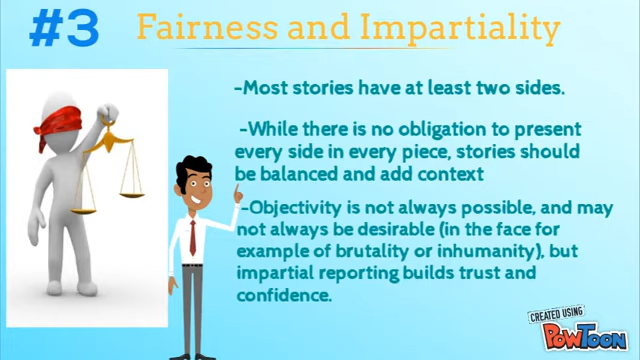 #3 Fairness and Impartiality
-Most stories have at least two sides.
-While there is no obligation to present
every side in every piece, stories should
be balanced and add context
-Objectivity is not always possible, and may
not always be desirable (in the face for
example of brutality or inhumanity), but
impartial reporting builds trust and
confidence.
CREATED USING
POWTOON